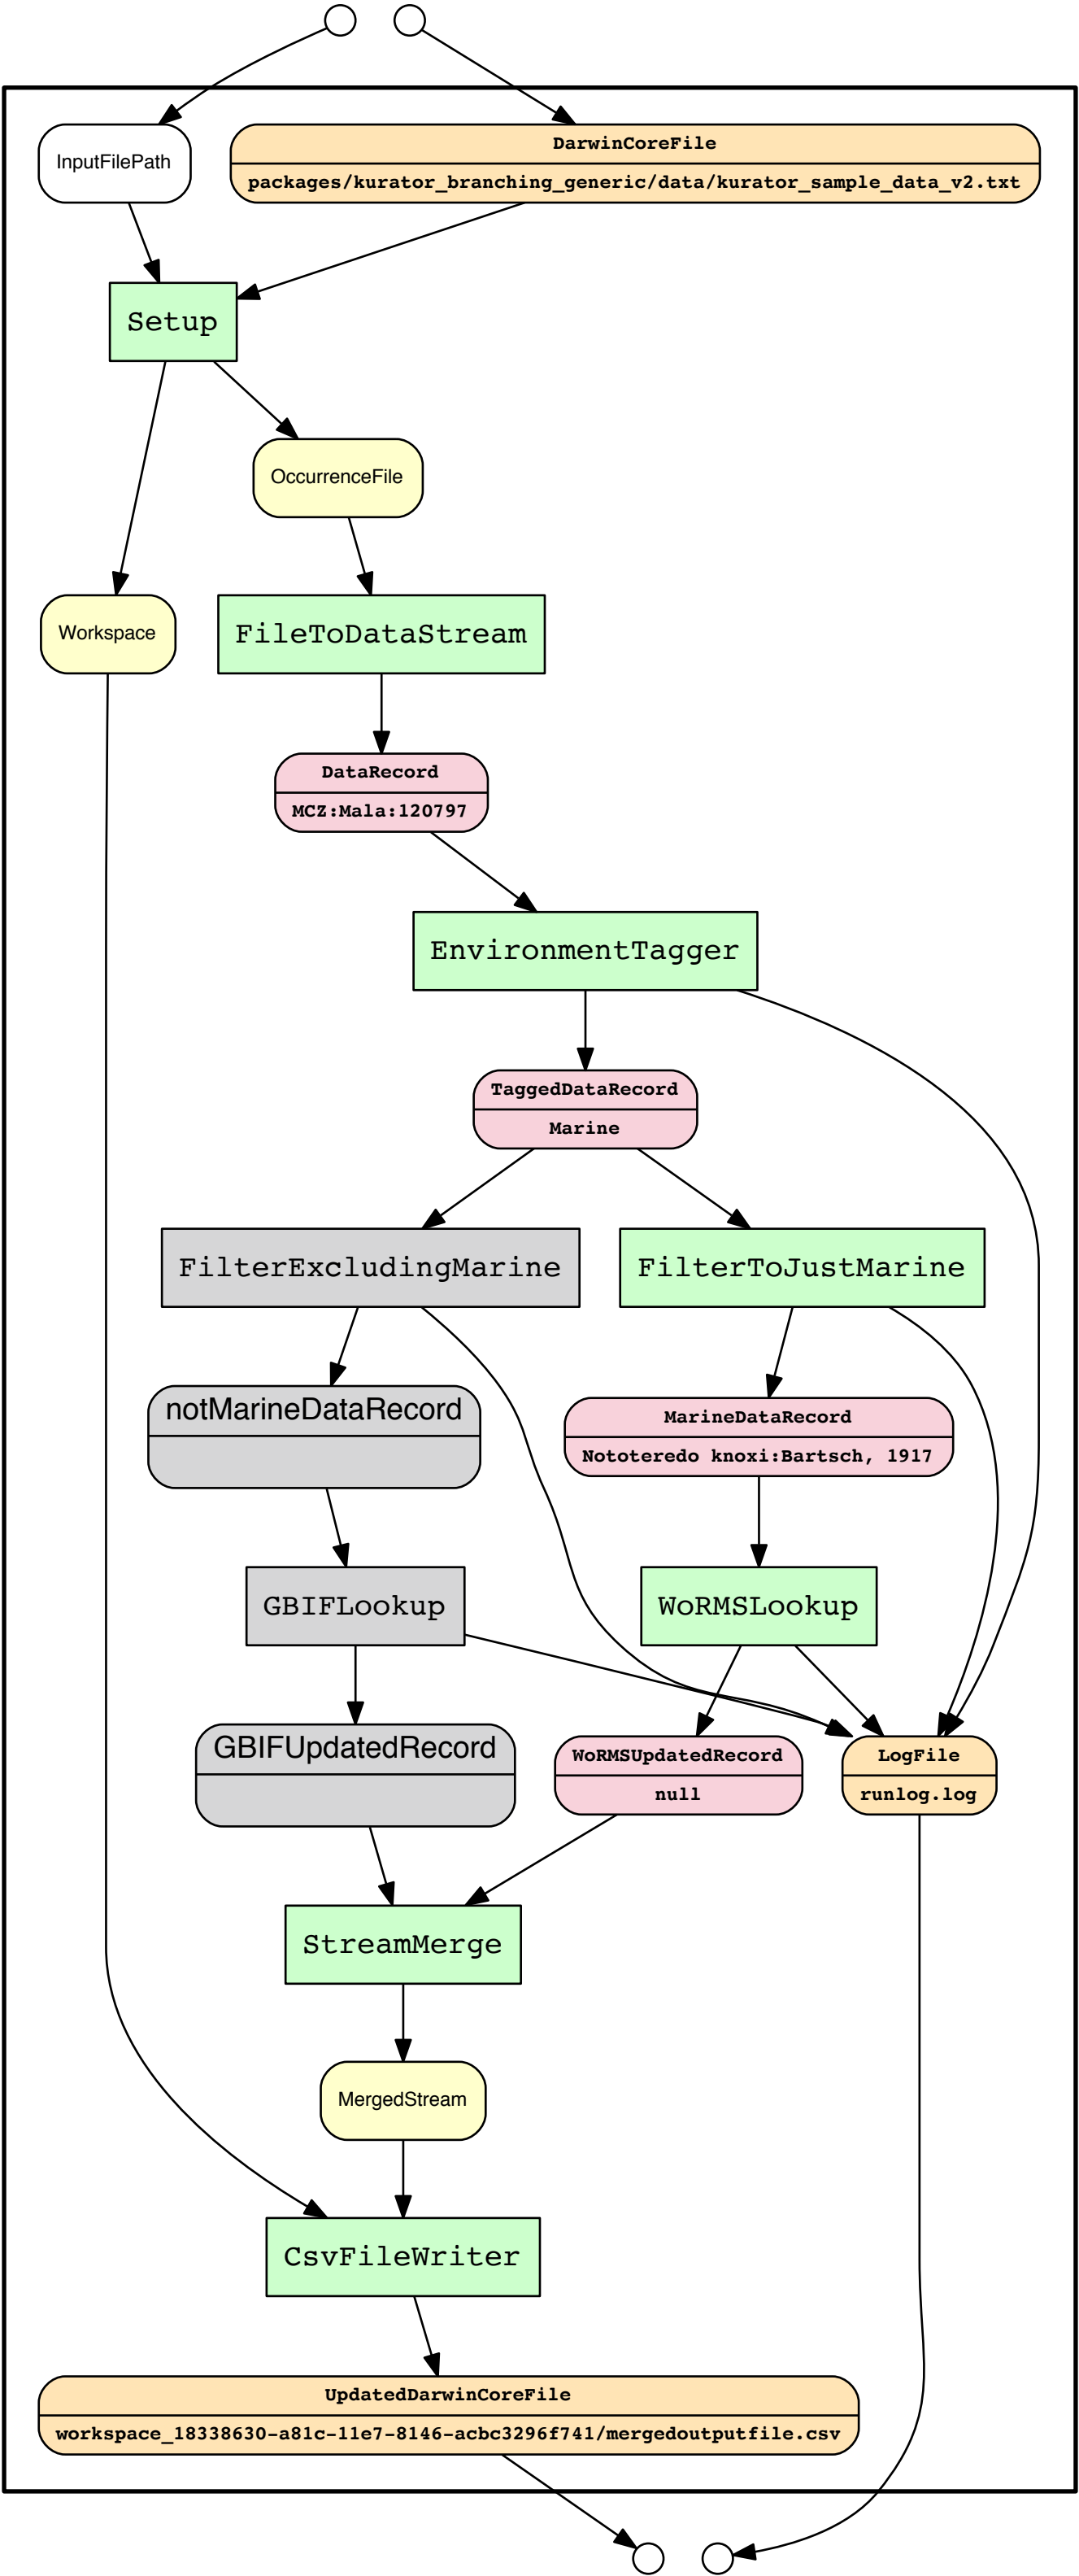 InputFilePath
DarwinCoreFile
packages/kurator_branching_generic/data/kurator_sample_data_v2.txt
Setup
OccurrenceFile
Workspace
FileToDataStream
DataRecord
MCZ:Mala:120797
EnvironmentTagger
TaggedDataRecord
Marine
FilterExcludingMarine
FilterToJustMarine
notMarineDataRecord
MarineDataRecord
Nototeredo knoxi:Bartsch, 1917
GBIFLookup
WoRMSLookup
GBIFUpdatedRecord
WoRMSUpdatedRecord
null
LogFile
runlog.log
StreamMerge
MergedStream
CsvFileWriter
UpdatedDarwinCoreFile
workspace_18338630-a81c-11e7-8146-acbc3296f741/mergedoutputfile.csv